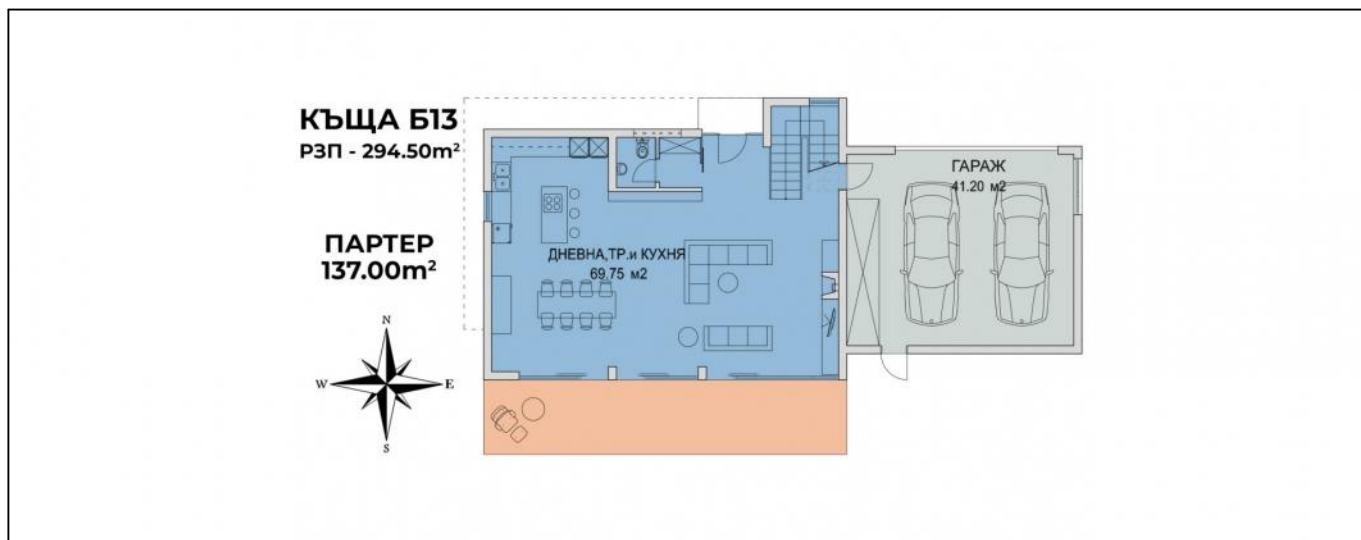 КЪЩА Б13
РЗП - 294.50m²
ПАРТЕР
137.00m²
N
W
E
S
ДНЕВНА,ТР.и КУХНЯ
69.75 м2
ГАРАЖ
41.20 м2